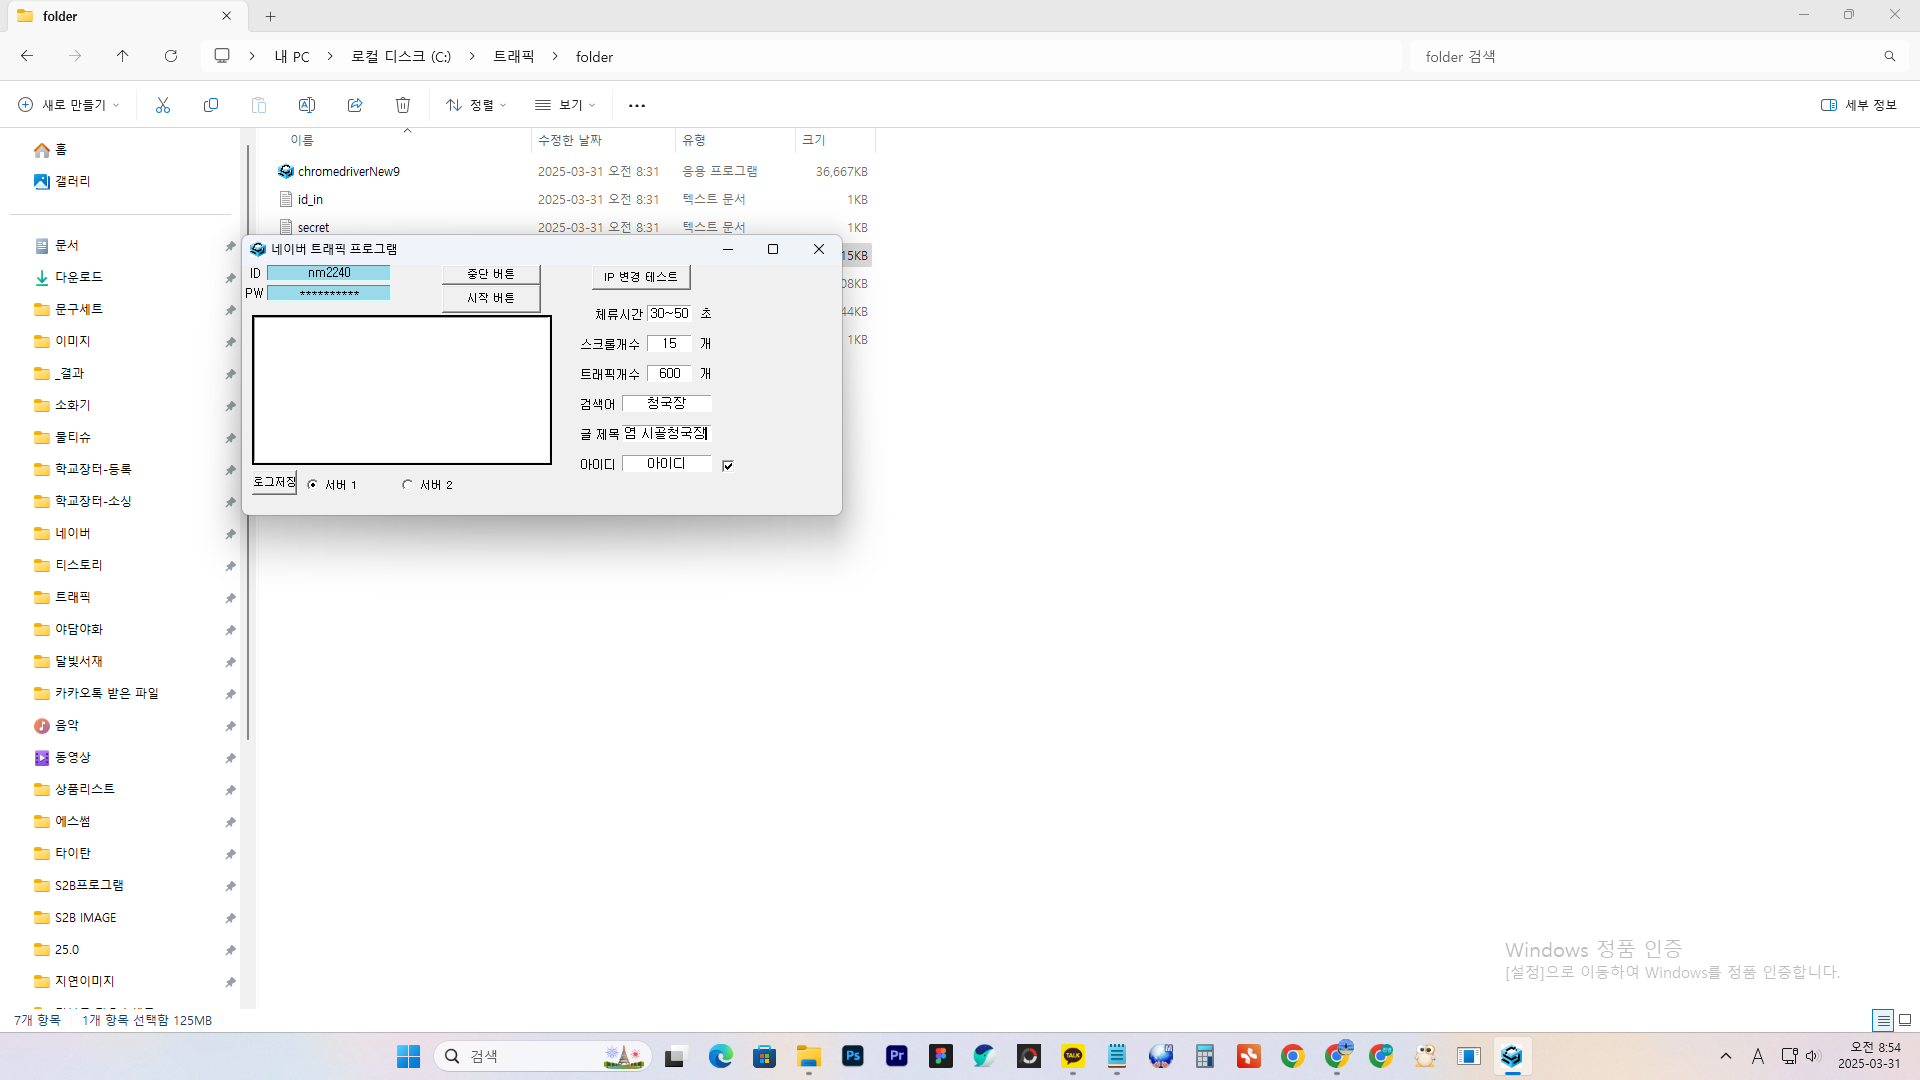 folder
내 PC
로컬 디스크 (C:)
트래픽
folder
folder 검색
새로 만들기
정렬
보기
세부 정보
홈
갤러리
문서
다운로드
문구세트
이미지
_결과
소화기
물티슈
학교장터-등록
학교장터-소싱
네이버
티스토리
트래픽
야담야화
달빛서재
카카오톡 받은 파일
음악
동영상
상품리스트
에스썸
타이탄
S2B프로그램
S2B IMAGE
25.0
지연이미지
이름 수정한 날짜 유형 크기
chromedriverNew9 2025-03-31 오전 8:31 응용 프로그램 36,667KB
id_in 2025-03-31 오전 8:31 텍스트 문서 1KB
secret 2025-03-31 오전 8:31 텍스트 문서 1KB
15KB
08KB
44KB
1KB
네이버 트래픽 프로그램
ID nm2240
PW **********
중단 버튼
시작 버튼
IP 변경 테스트
체류시간 30~50 초
스크롤개수 15 개
트래픽개수 600 개
검색어 청국장
글 제목 염 시골청국장
아이디 아이디
로그저장
서버 1
서버 2
Windows 정품 인증
[설정]으로 이동하여 Windows를 정품 인증합니다.
7개 항목
1개 항목 선택함 125MB
검색
Ps
Pr
TALK
A
오전 8:54
2025-03-31